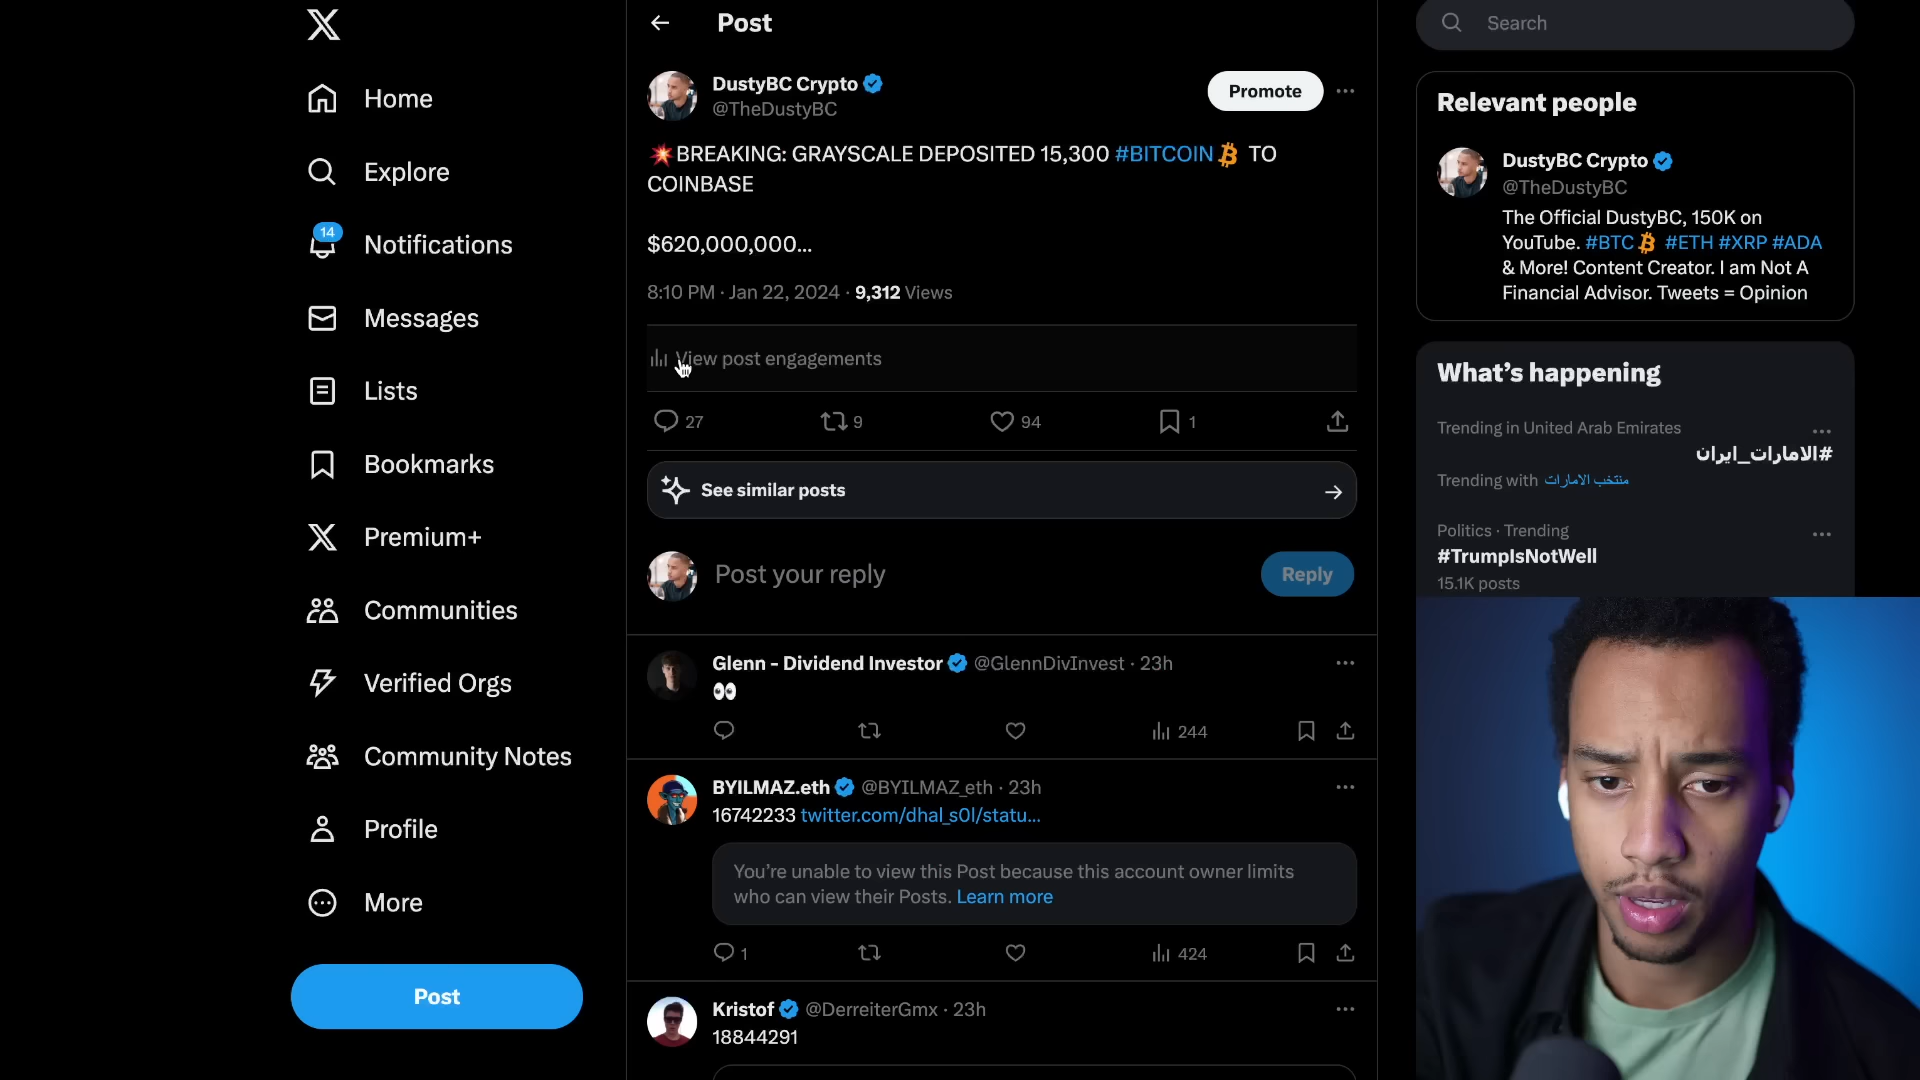 Home
Explore
14
Notifications
Messages
Lists
Bookmarks
Premium+
Communities
Verified Orgs
Community Notes
Profile
More
Post
Post
DustyBC Crypto
@TheDustyBC
Promote
💥BREAKING: GRAYSCALE DEPOSITED 15,300 #BITCOIN TO
COINBASE
$620,000,000...
8:10 PM · Jan 22, 2024 · 9,312 Views
View post engagements
27 9 94 1
See similar posts
Post your reply
Reply
Glenn - Dividend Investor @GlennDivInvest · 23h
👀
244
BYILMAZ.eth @BYILMAZ_eth · 23h
16742233 twitter.com/dhal_s0l/statu...
You're unable to view this Post because this account owner limits
who can view their Posts. Learn more
1 424
Kristof @DerreiterGmx · 23h
18844291
Search
Relevant people
DustyBC Crypto
@TheDustyBC
The Official DustyBC, 150K on
YouTube. #BTC #ETH #XRP #ADA
& More! Content Creator. I am Not A
Financial Advisor. Tweets = Opinion
What's happening
Trending in United Arab Emirates
#الامارات_ايران
Trending with منتخب الامارات
Politics · Trending
#TrumpIsNotWell
15.1K posts